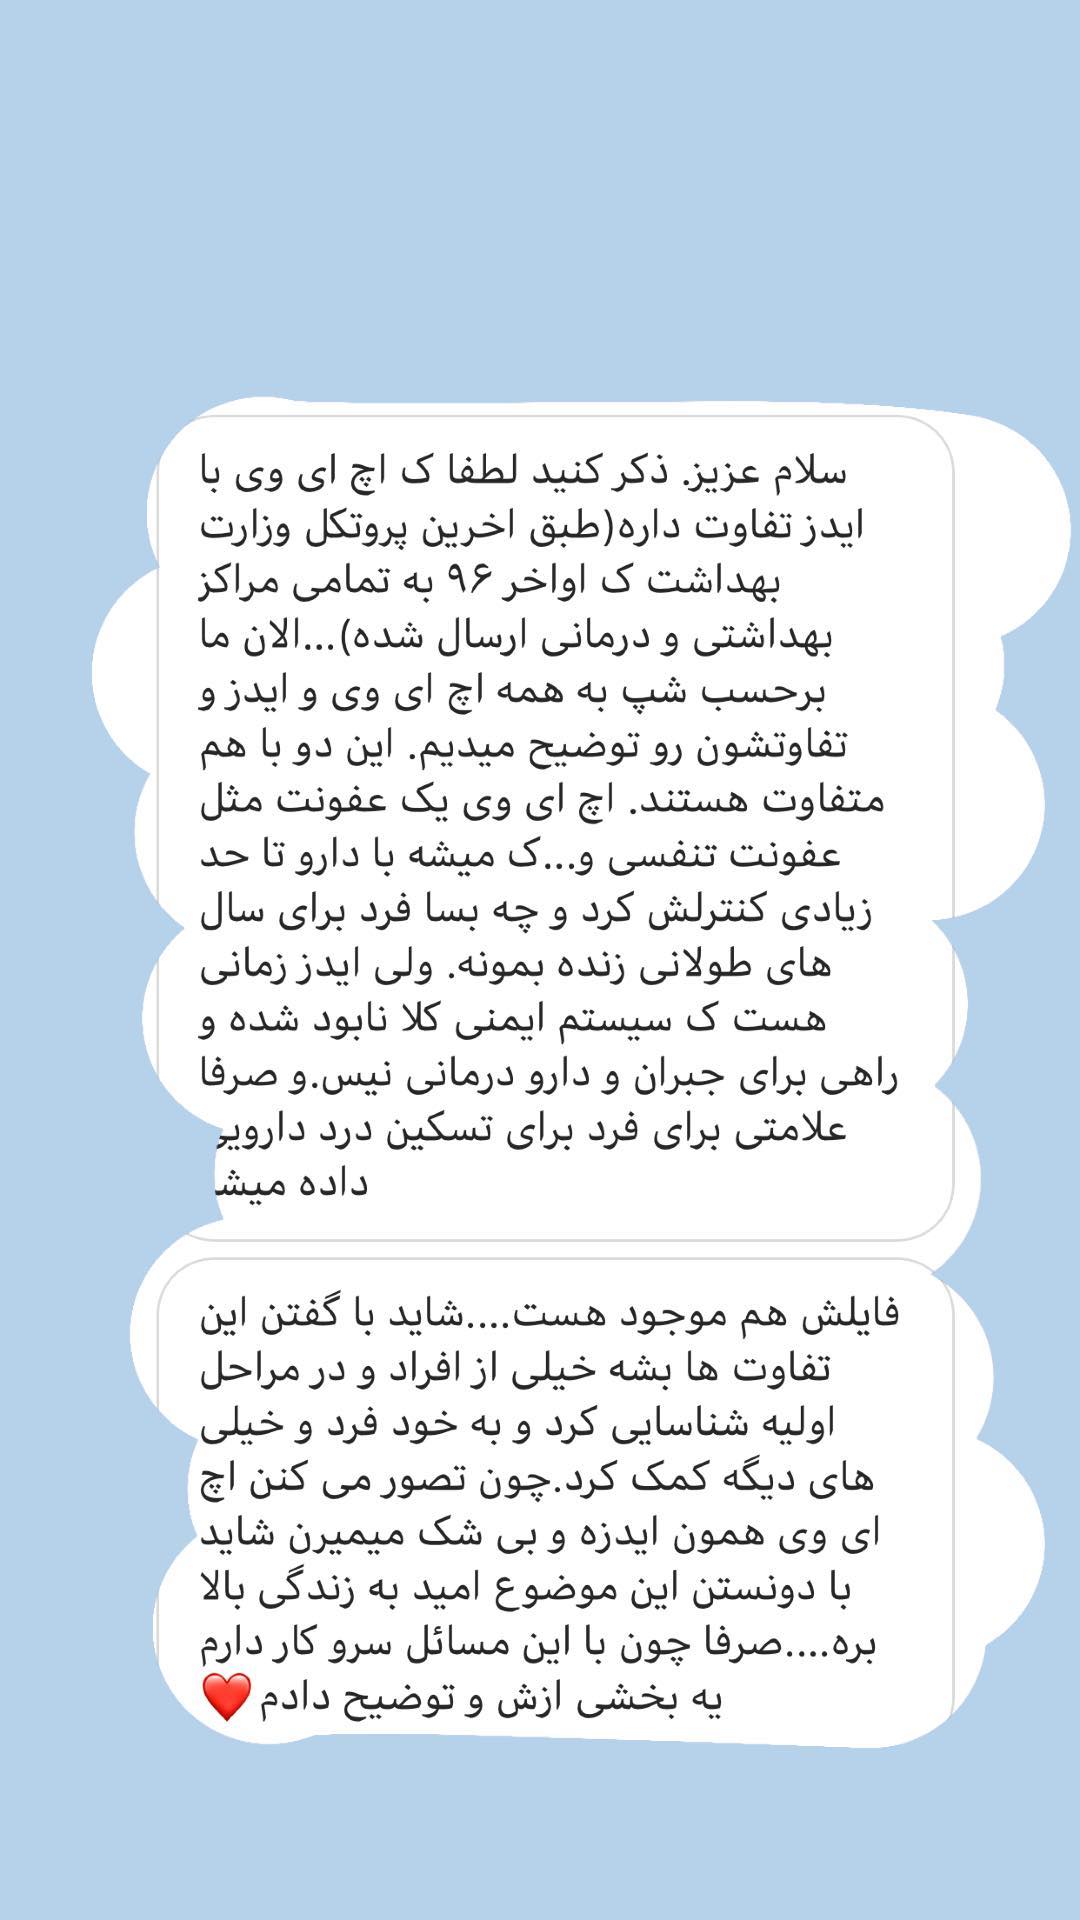 سلام عزیز. ذکر کنید لطفا ک اچ ای وی با
ایدز تفاوت داره(طبق اخرین پروتکل وزارت
بهداشت ک اواخر ۹۶ به تمامی مراکز
بهداشتی و درمانی ارسال شده)...الان ما
برحسب شپ به همه اچ ای وی و ایدز و
تفاوتشون رو توضیح میدیم. این دو با هم
متفاوت هستند. اچ ای وی یک عفونت مثل
عفونت تنفسی و...ک میشه با دارو تا حد
زیادی کنترلش کرد و چه بسا فرد برای سال
های طولانی زنده بمونه. ولی ایدز زمانی
هست ک سیستم ایمنی کلا نابود شده و
راهی برای جبران و دارو درمانی نیس.و صرفا
علامتی برای فرد برای تسکین درد دارویی
داده میش
فایلش هم موجود هست....شاید با گفتن این
تفاوت ها بشه خیلی از افراد و در مراحل
اولیه شناسایی کرد و به خود فرد و خیلی
های دیگه کمک کرد.چون تصور می کنن اچ
ای وی همون ایدزه و بی شک میمیرن شاید
با دونستن این موضوع امید به زندگی بالا
بره....صرفا چون با این مسائل سرو کار دارم
یه بخشی ازش و توضیح دادم ❤️